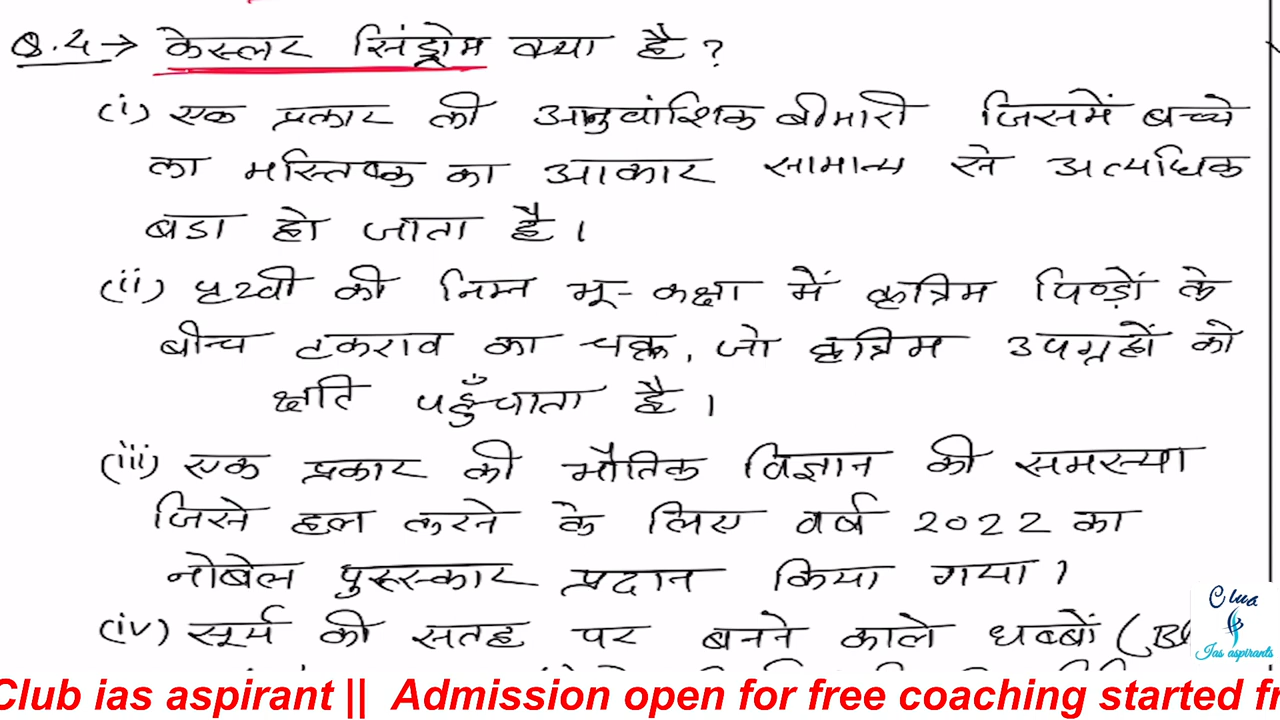 Q.4→ केस्लर सिंड्रोम क्या है ?
(i) एक प्रकार की आनुवांशिक बीमारी जिसमें बच्चे
का मस्तिष्क का आकार सामान्य से अत्यधिक
बडा हो जाता है।
(ii) पृथ्वी की निम्न भू-कक्षा में कृत्रिम पिण्ड़ों के
बीच टकराव का चक्र, जो कृत्रिम उपग्रहों को
क्षति पहुँचाता है।
(iii) एक प्रकार की भौतिक विज्ञान की समस्या
जिसे हल करने के लिए वर्ष 2022 का
नोबेल पुरूस्कार प्रदान किया गया।
(iv) सूर्य की सतह पर बनने काले धब्बों
Club
Ias aspirants
Club ias aspirant || Admission open for free coaching started